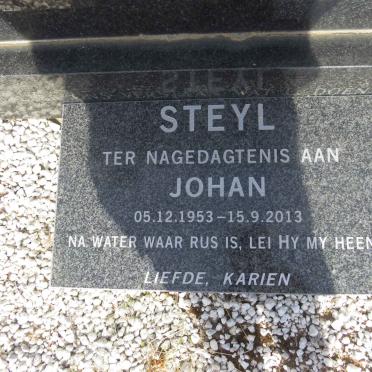 STEYL
TER NAGEDAGTENIS AAN
JOHAN
05.12.1953 – 15.9.2013
NA WATER WAAR RUS IS, LEI HY MY HEEN
LIEFDE, KARIEN